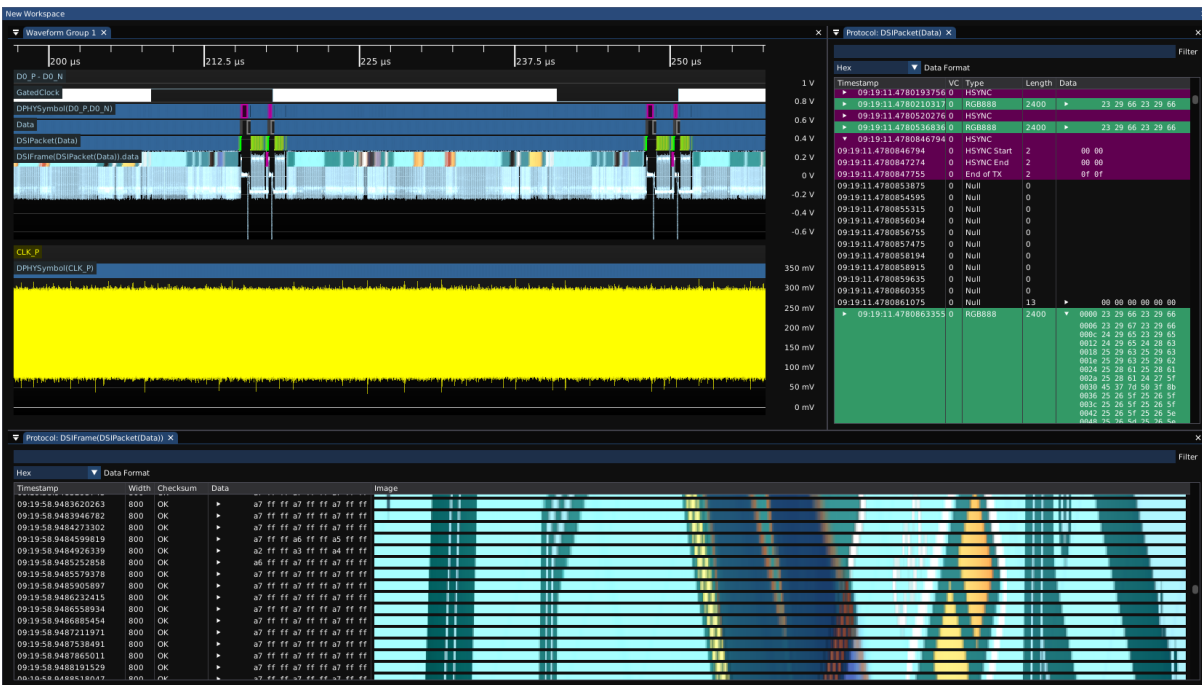 New Workspace
Waveform Group 1
200 µs
212.5 µs
225 µs
237.5 µs
250 µs
D0_P - D0_N
GatedClock
DPHYSymbol(D0_P,D0_N)
Data
DSIPacket(Data)
DSIFrame(DSIPacket(Data)).data
1 V
0.8 V
0.6 V
0.4 V
0.2 V
0 V
-0.2 V
-0.4 V
-0.6 V
CLK_P
DPHYSymbol(CLK_P)
350 mV
300 mV
250 mV
200 mV
150 mV
100 mV
50 mV
0 mV
Protocol: DSIPacket(Data)
Filter
Hex Data Format
Timestamp VC Type Length Data
09:19:11.4780193756 0 HSYNC
09:19:11.4780210317 0 RGB888 2400 23 29 66 23 29 66
09:19:11.4780520276 0 HSYNC
09:19:11.4780536836 0 RGB888 2400 23 29 66 23 29 66
09:19:11.4780846794 0 HSYNC
09:19:11.4780846794 0 HSYNC Start 2 00 00
09:19:11.4780847274 0 HSYNC End 2 00 00
09:19:11.4780847755 0 End of TX 2 0f 0f
09:19:11.4780853875 0 Null 0
09:19:11.4780854595 0 Null 0
09:19:11.4780855315 0 Null 0
09:19:11.4780856034 0 Null 0
09:19:11.4780856755 0 Null 0
09:19:11.4780857475 0 Null 0
09:19:11.4780858194 0 Null 0
09:19:11.4780858915 0 Null 0
09:19:11.4780859635 0 Null 0
09:19:11.4780860355 0 Null 0
09:19:11.4780861075 0 Null 13 00 00 00 00 00 00
09:19:11.4780863355 0 RGB888 2400 0000 23 29 66 23 29 66
0006 23 29 67 23 29 66
000c 24 29 65 23 29 65
0012 24 29 65 24 28 63
0018 25 29 63 25 29 63
001e 25 29 63 25 29 62
0024 25 28 61 25 28 61
002a 25 28 61 24 27 5f
0030 45 37 7d 50 3f 8b
0036 25 26 5f 25 26 5f
003c 25 26 5f 25 26 5f
0042 25 26 5f 25 26 5e
0048 25 26 5d 25 26 5e
Protocol: DSIFrame(DSIPacket(Data))
Filter
Hex Data Format
Timestamp Width Checksum Data Image
09:19:58.9483620263 800 OK a7 ff ff a7 ff ff a7 ff ff
09:19:58.9483946782 800 OK a7 ff ff a7 ff ff a7 ff ff
09:19:58.9484273302 800 OK a7 ff ff a7 ff ff a7 ff ff
09:19:58.9484599819 800 OK a7 ff ff a6 ff ff a5 ff ff
09:19:58.9484926339 800 OK a2 ff ff a3 ff ff a4 ff ff
09:19:58.9485252858 800 OK a6 ff ff a7 ff ff a7 ff ff
09:19:58.9485579378 800 OK a7 ff ff a7 ff ff a7 ff ff
09:19:58.9485905897 800 OK a7 ff ff a7 ff ff a7 ff ff
09:19:58.9486232415 800 OK a7 ff ff a7 ff ff a7 ff ff
09:19:58.9486558934 800 OK a7 ff ff a7 ff ff a7 ff ff
09:19:58.9486885454 800 OK a7 ff ff a7 ff ff a7 ff ff
09:19:58.9487211971 800 OK a7 ff ff a7 ff ff a7 ff ff
09:19:58.9487538491 800 OK a7 ff ff a7 ff ff a7 ff ff
09:19:58.9487865011 800 OK a7 ff ff a7 ff ff a7 ff ff
09:19:58.9488191529 800 OK a7 ff ff a7 ff ff a7 ff ff
09:19:58.9488518047 800 OK a7 ff ff a7 ff ff a7 ff ff